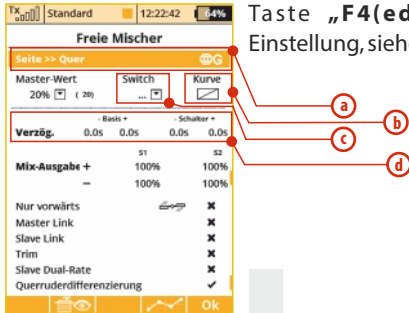 Tx Standard 12:22:42 64%
Freie Mischer
Seite >> Quer G
Master-Wert Switch Kurve
20% ( 20) ...
- Basis + - Schalter +
Verzög. 0.0s 0.0s 0.0s 0.0s
S1 S2
Mix-Ausgabe + 100% 100%
− 100% 100%
Nur vorwärts
Master Link
Slave Link
Trim
Slave Dual-Rate
Querruderdifferenzierung
Ok
Taste „F4(ed
Einstellung, sieh
a
b
c
d